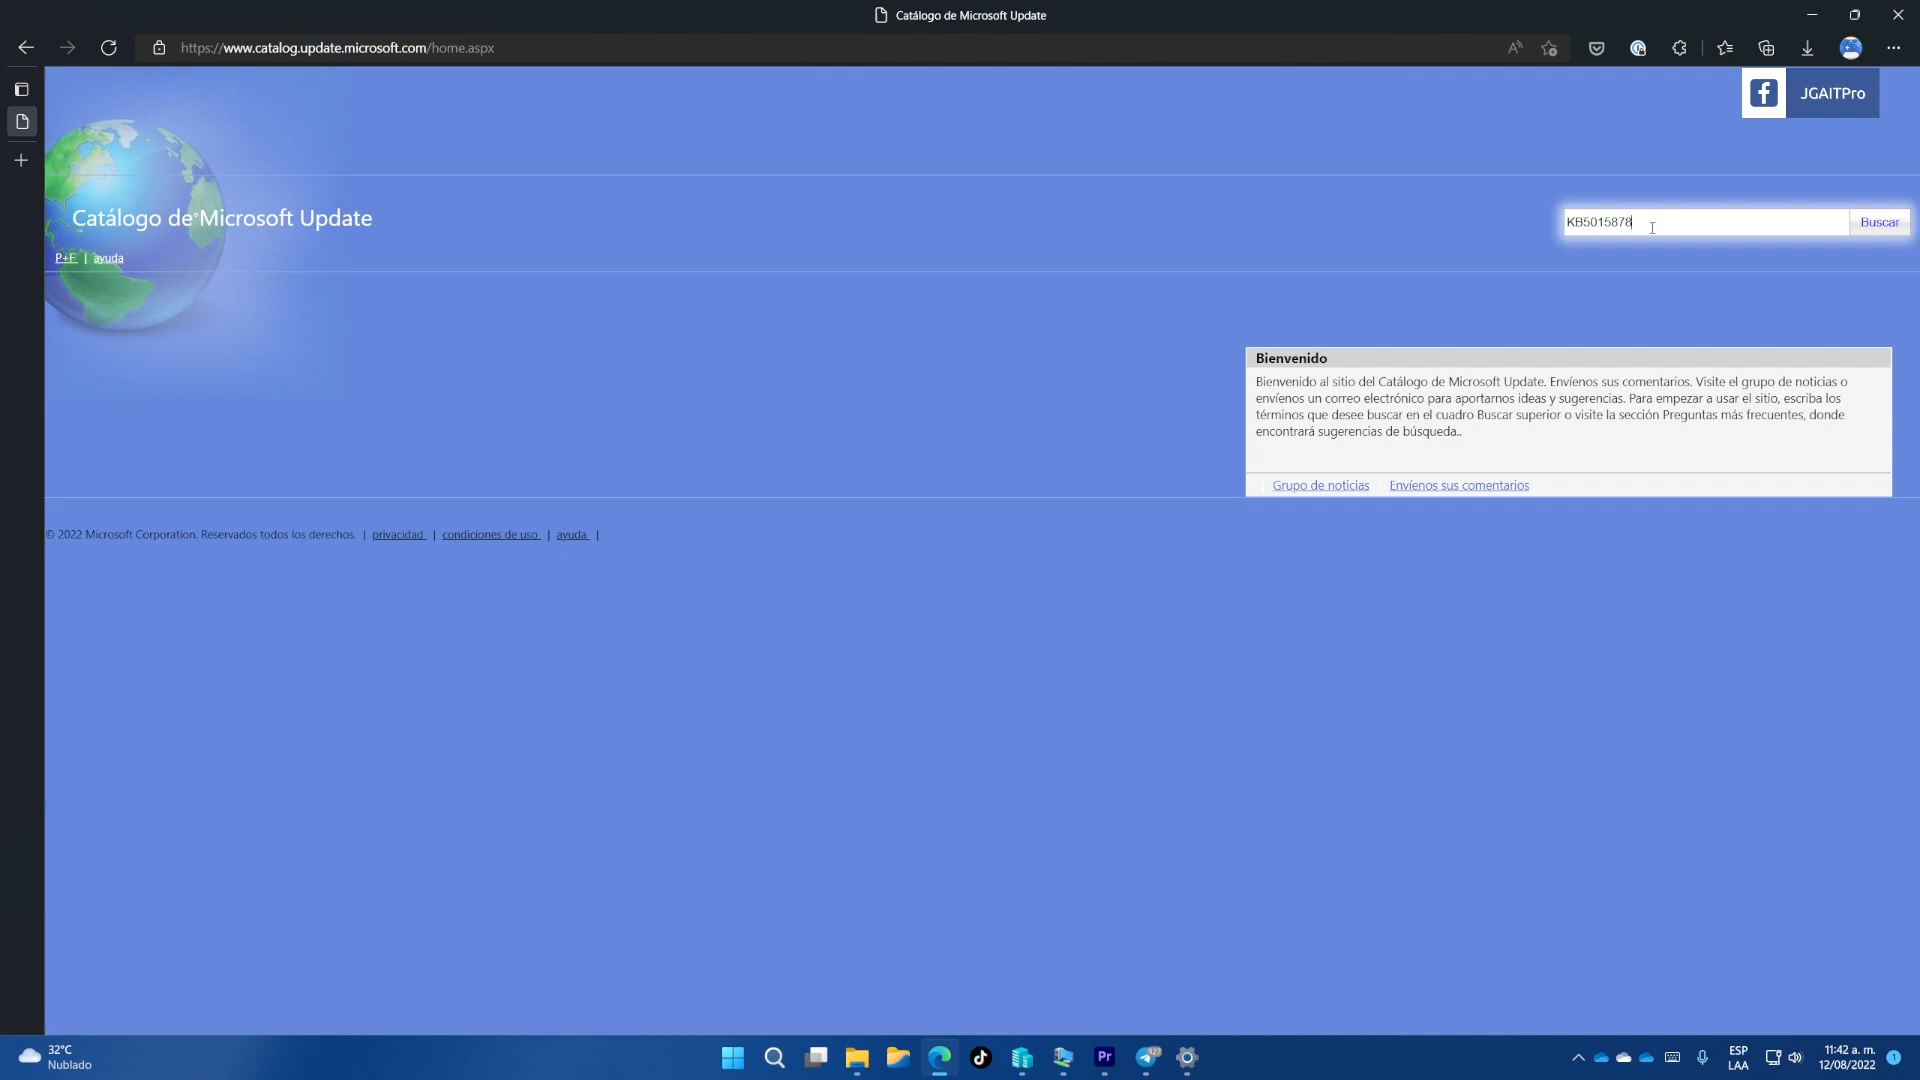 Catálogo de Microsoft Update
https://www.catalog.update.microsoft.com/home.aspx
JGAITPro
Catálogo de Microsoft Update
KB5015878
Buscar
P+F | ayuda
Bienvenido
Bienvenido al sitio del Catálogo de Microsoft Update. Envíenos sus comentarios. Visite el grupo de noticias o
envíenos un correo electrónico para aportarnos ideas y sugerencias. Para empezar a usar el sitio, escriba los
términos que desee buscar en el cuadro Buscar superior o visite la sección Preguntas más frecuentes, donde
encontrará sugerencias de búsqueda..
Grupo de noticias Envíenos sus comentarios
© 2022 Microsoft Corporation. Reservados todos los derechos. | privacidad | condiciones de uso | ayuda |
32°C
Nublado
Pr
927
ESP
LAA
11:42 a. m.
12/08/2022
1